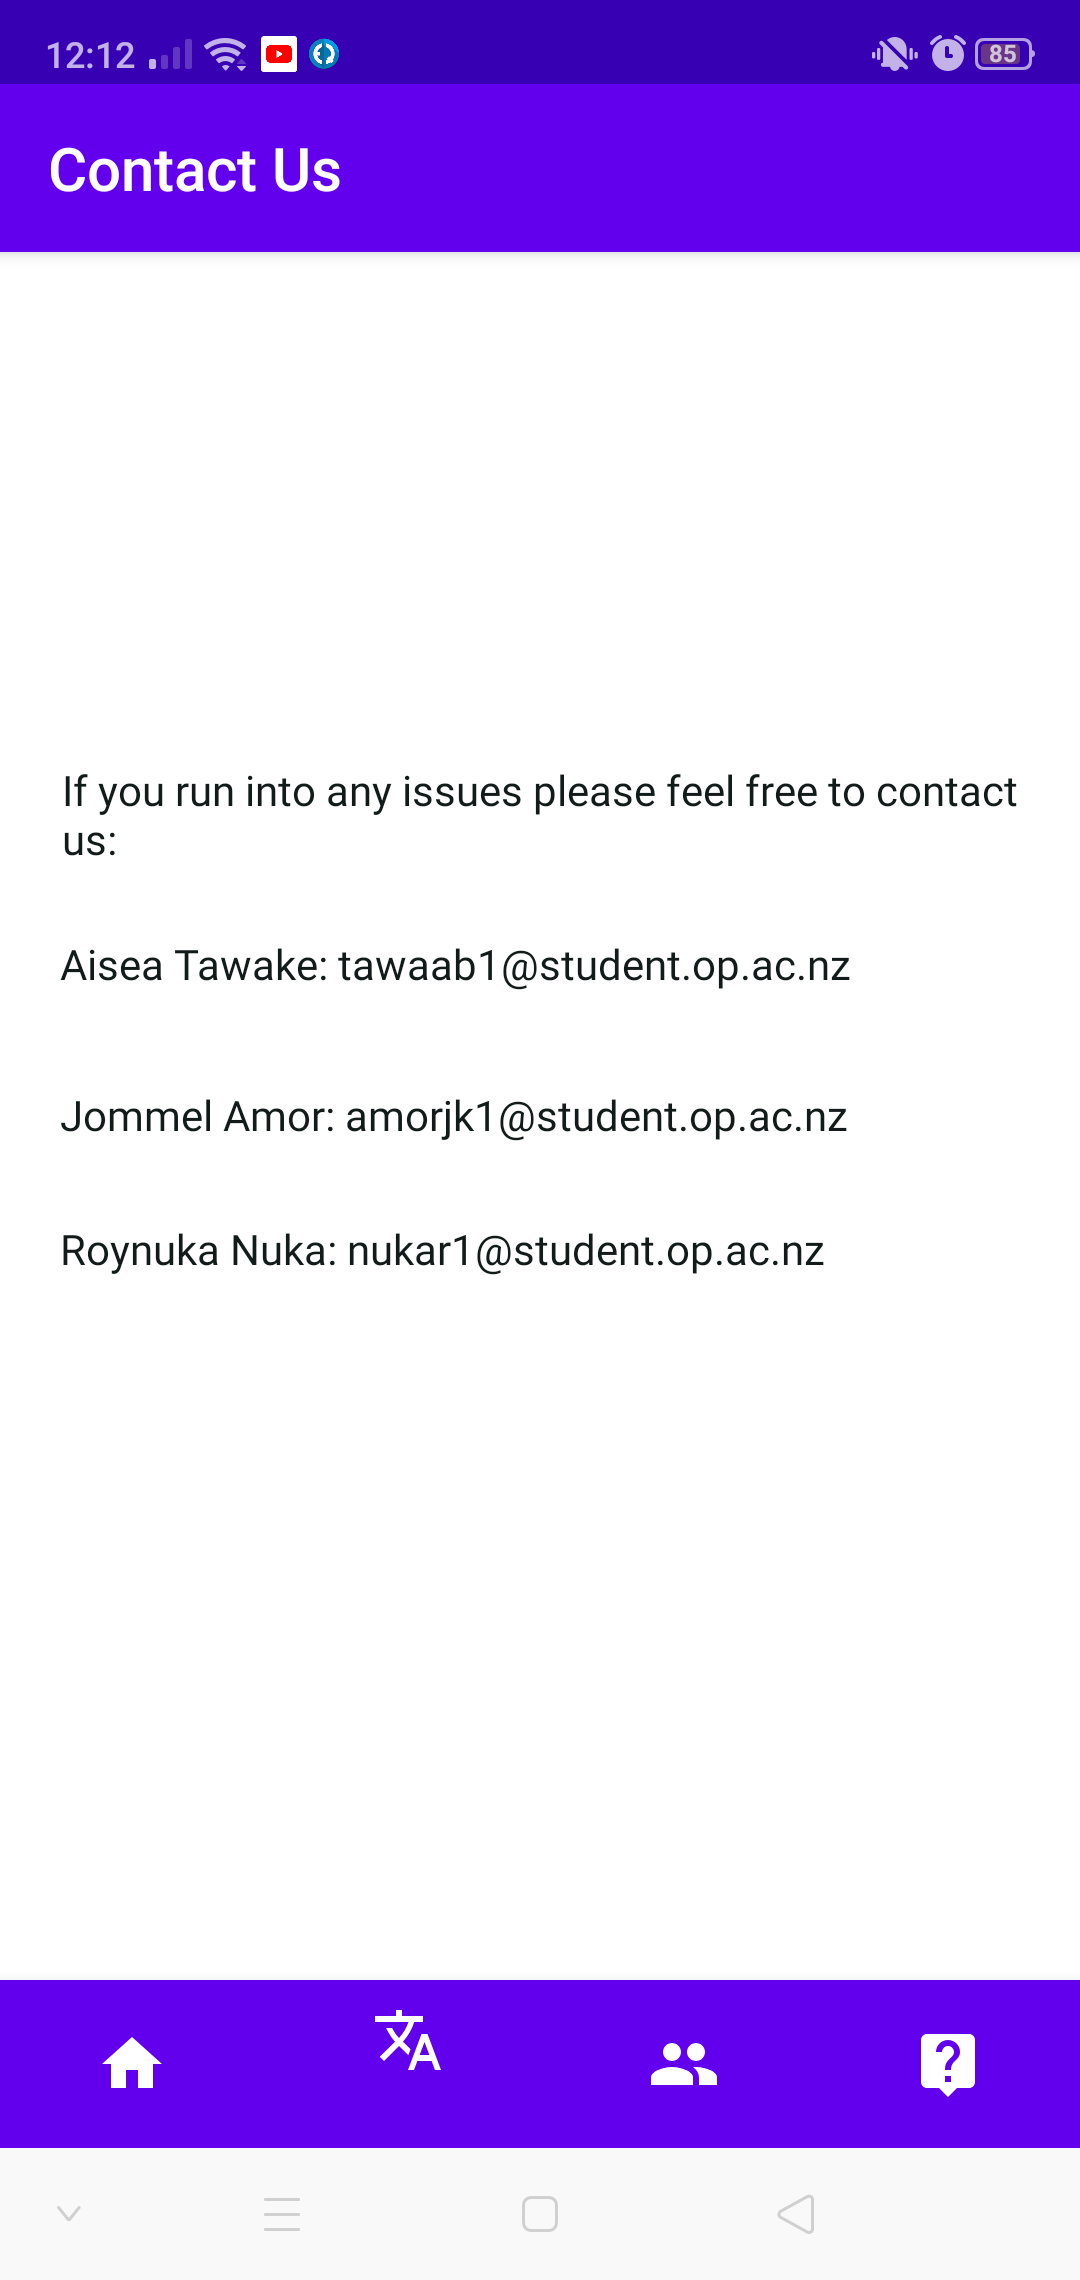 12:12
85
Contact Us
If you run into any issues please feel free to contact
us:
Aisea Tawake: tawaab1@student.op.ac.nz
Jommel Amor: amorjk1@student.op.ac.nz
Roynuka Nuka: nukar1@student.op.ac.nz